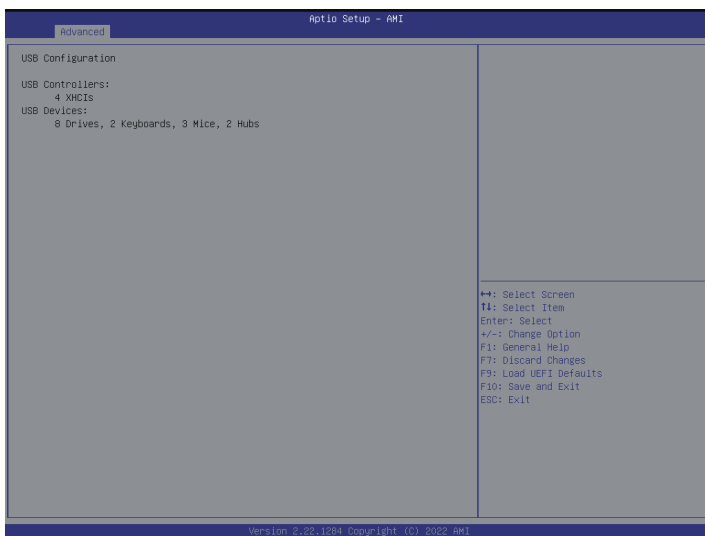 Aptio Setup – AMI
Advanced
USB Configuration
USB Controllers:
4 XHCIs
USB Devices:
8 Drives, 2 Keyboards, 3 Mice, 2 Hubs
↔: Select Screen
↑↓: Select Item
Enter: Select
+/-: Change Option
F1: General Help
F7: Discard Changes
F9: Load UEFI Defaults
F10: Save and Exit
ESC: Exit
Version 2.22.1284 Copyright (C) 2022 AMI